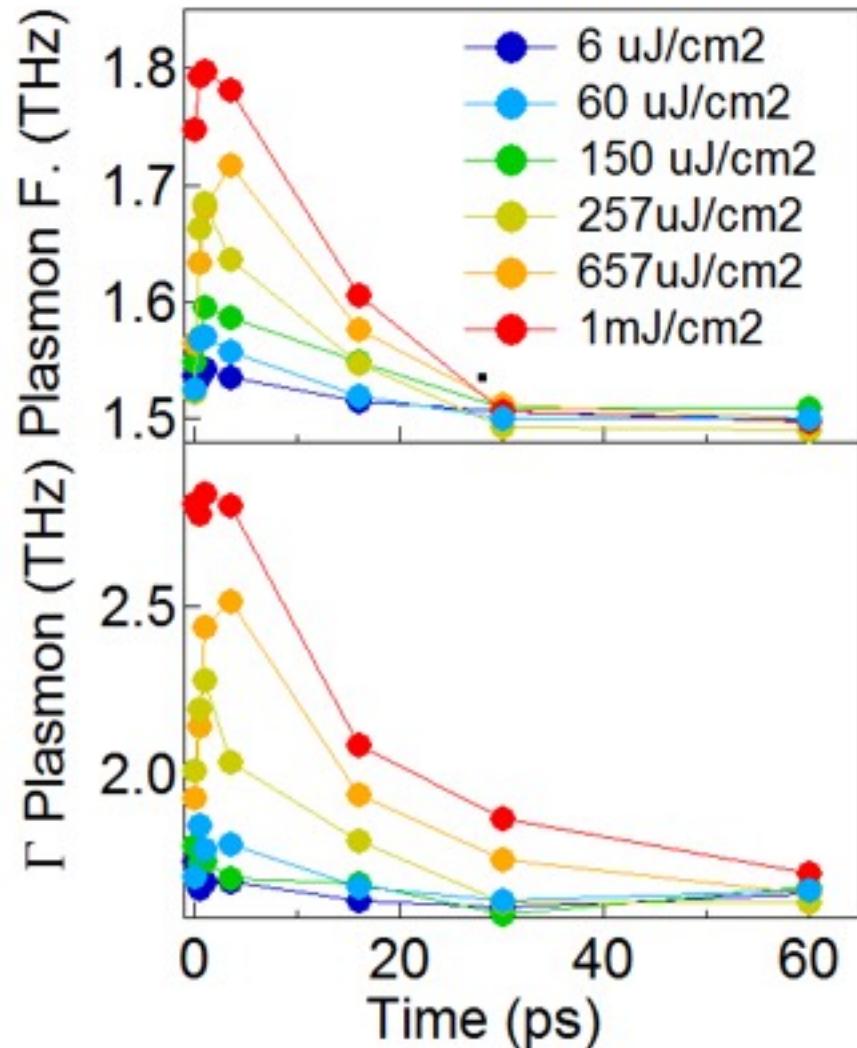 Plasmon F. (THz)
1.8
1.7
1.6
1.5
6 uJ/cm2
60 uJ/cm2
150 uJ/cm2
257uJ/cm2
657uJ/cm2
1mJ/cm2
Γ Plasmon (THz)
2.5
2.0
0
20
40
60
Time (ps)